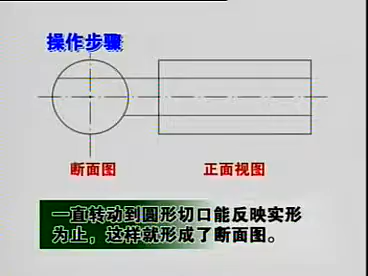 操作步骤
断面图
正面视图
一直转动到圆形切口能反映实形
为止，这样就形成了断面图。